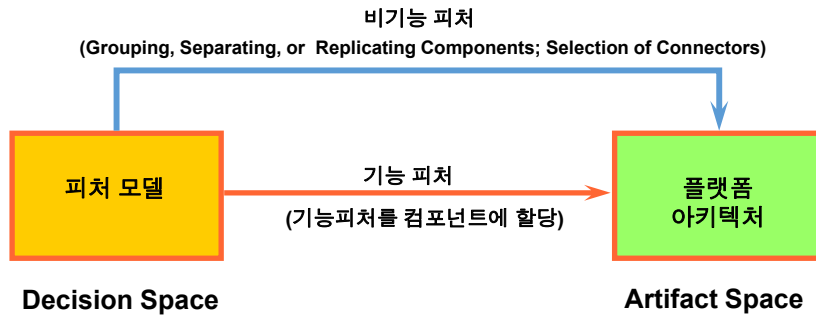 비기능 피처
(Grouping, Separating, or Replicating Components; Selection of Connectors)
피처 모델
기능 피처
(기능피처를 컴포넌트에 할당)
플랫폼
아키텍처
Decision Space
Artifact Space